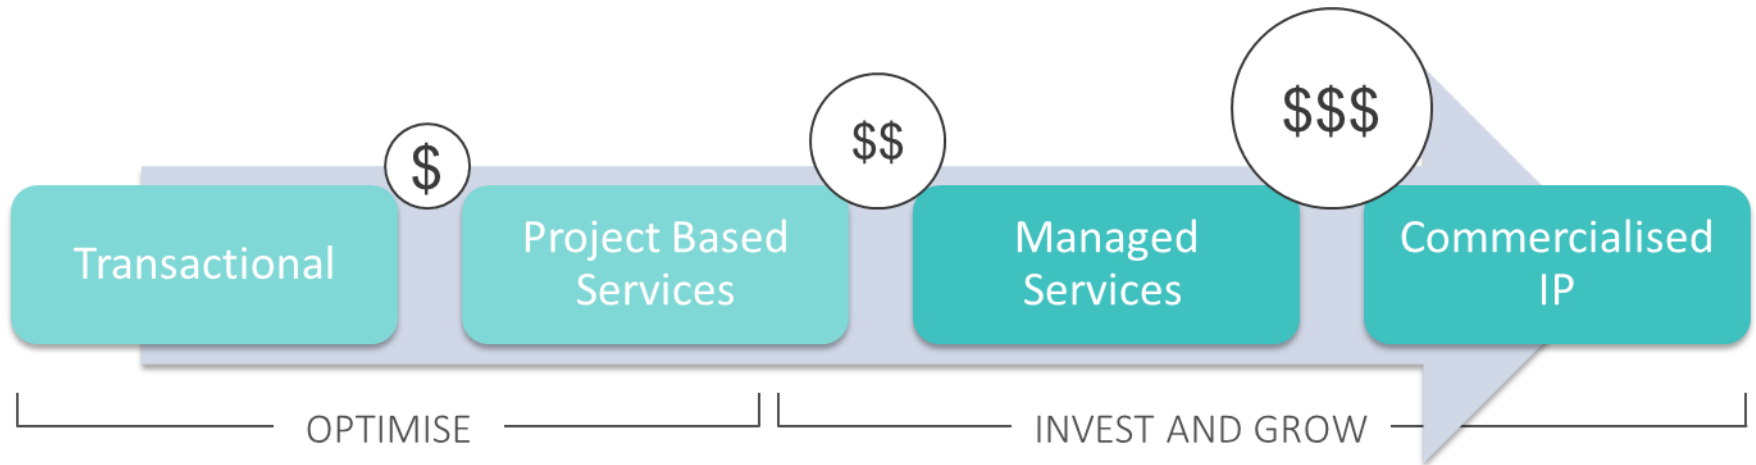 $
$$
$$$
Transactional
Project Based
Services
Managed
Services
Commercialised
IP
OPTIMISE
INVEST AND GROW